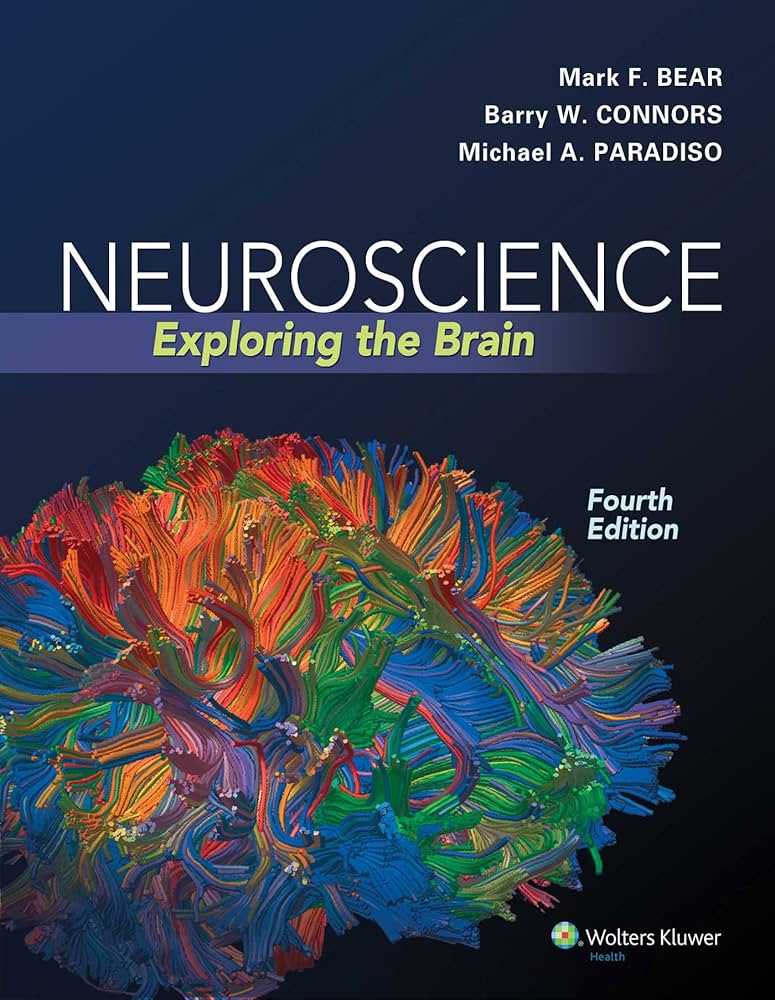 Mark F. BEAR
Barry W. CONNORS
Michael A. PARADISO
NEUROSCIENCE
Exploring the Brain
Fourth
Edition
Wolters Kluwer
Health